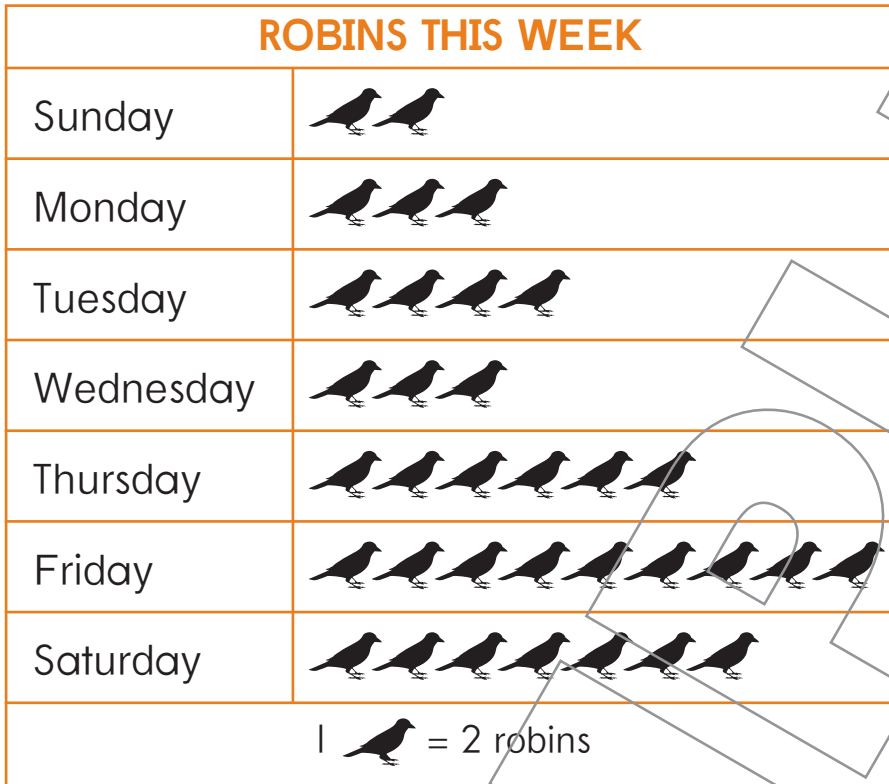 ROBINS THIS WEEK
Sunday
Monday
Tuesday
Wednesday
Thursday
Friday
Saturday
1 = 2 robins